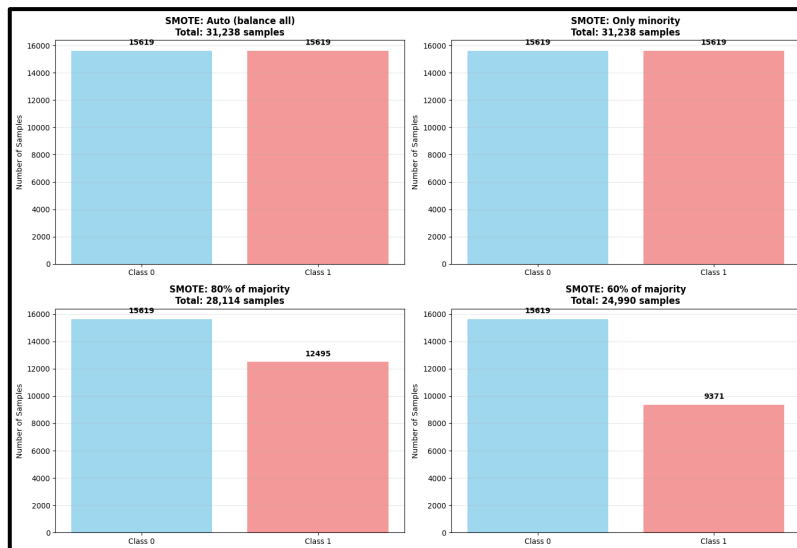 SMOTE: Auto (balance all)
Total: 31,238 samples
15619
15619
16000
14000
12000
10000
8000
6000
4000
2000
0
Number of Samples
Class 0
Class 1
SMOTE: Only minority
Total: 31,238 samples
15619
15619
16000
14000
12000
10000
8000
6000
4000
2000
0
Number of Samples
Class 0
Class 1
SMOTE: 80% of majority
Total: 28,114 samples
15619
12495
16000
14000
12000
10000
8000
6000
4000
2000
0
Number of Samples
Class 0
Class 1
SMOTE: 60% of majority
Total: 24,990 samples
15619
9371
16000
14000
12000
10000
8000
6000
4000
2000
0
Number of Samples
Class 0
Class 1